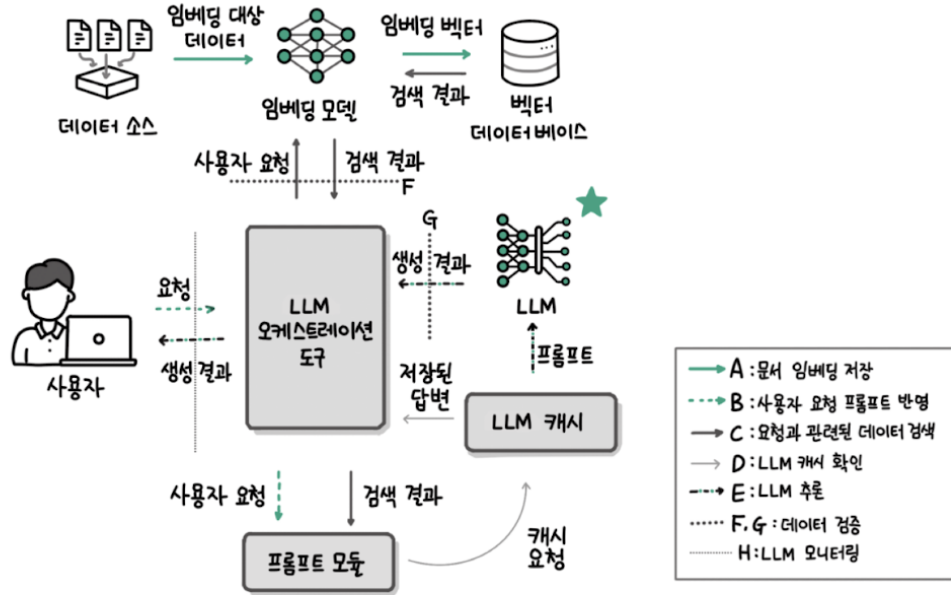 임베딩 대상
데이터
임베딩 벡터
검색 결과
데이터 소스
임베딩 모델
벡터
데이터 베이스
사용자 요청
검색 결과
F
G
생성 결과
LLM
요청
생성 결과
사용자
LLM
오케스트레이션
도구
프롬프트
저장된
답변
LLM 캐시
사용자 요청
검색 결과
캐시
요청
프롬프트 모듈
A : 문서 임베딩 저장
B : 사용자 요청 프롬프트 반영
C : 요청과 관련된 데이터 검색
D : LLM 캐시 확인
E : LLM 추론
F, G : 데이터 검증
H : LLM 모니터링